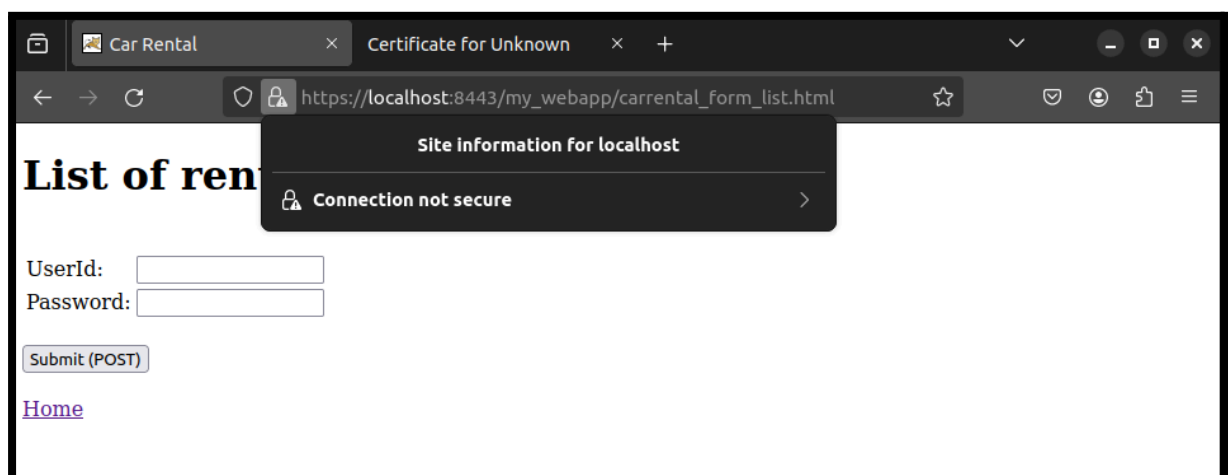 Car Rental
Certificate for Unknown
https://localhost:8443/my_webapp/carrental_form_list.html
Site information for localhost
List of
Connection not secure
UserId:
Password:
Submit (POST)
Home